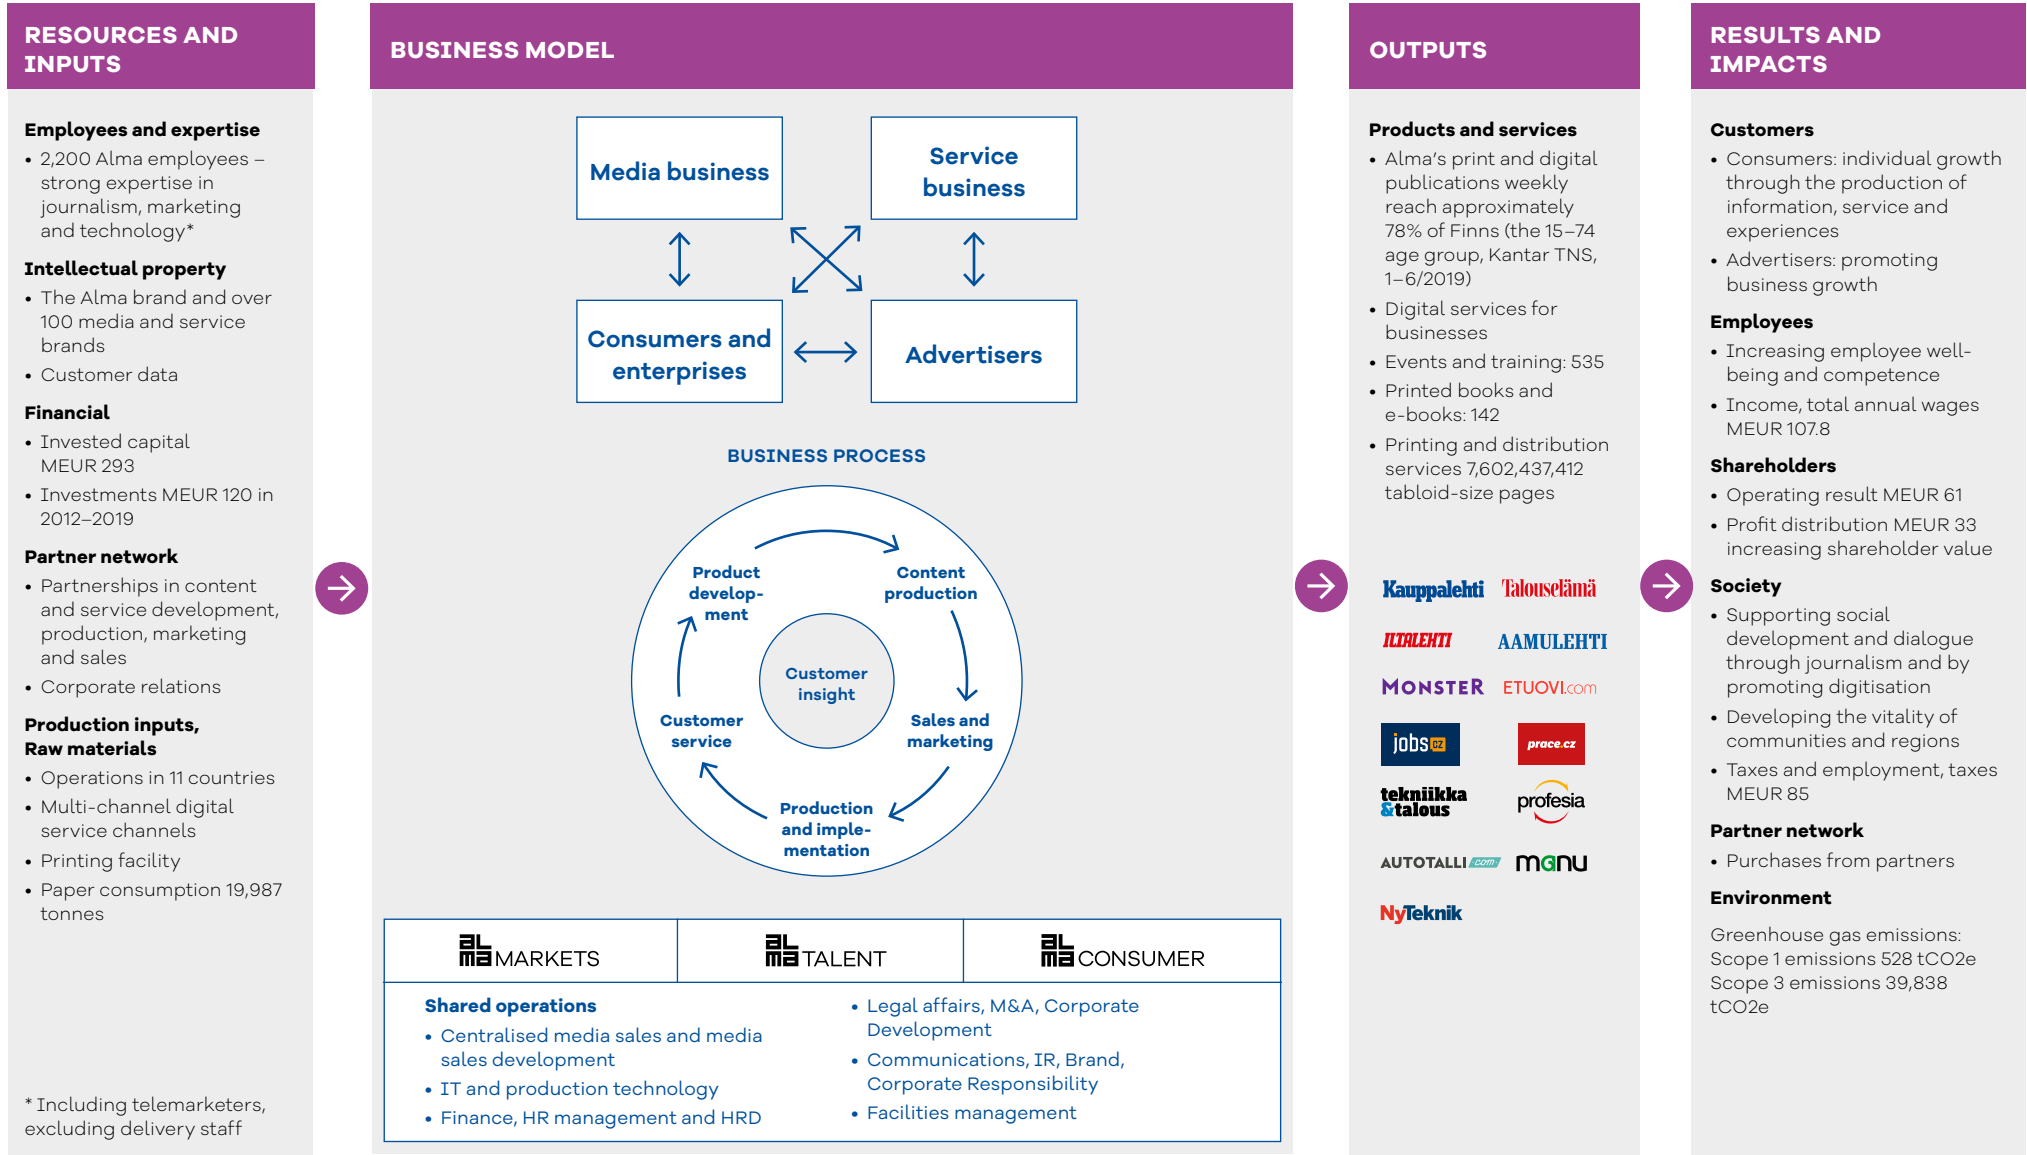 RESOURCES AND
INPUTS
Employees and expertise
• 2,200 Alma employees –
strong expertise in
journalism, marketing
and technology*
Intellectual property
• The Alma brand and over
100 media and service
brands
• Customer data
Financial
• Invested capital
MEUR 293
• Investments MEUR 120 in
2012–2019
Partner network
• Partnerships in content
and service development,
production, marketing
and sales
• Corporate relations
Production inputs,
Raw materials
• Operations in 11 countries
• Multi-channel digital
service channels
• Printing facility
• Paper consumption 19,987
tonnes
* Including telemarketers,
excluding delivery staff
BUSINESS MODEL
Media business
Service
business
Consumers and
enterprises
Advertisers
BUSINESS PROCESS
Product
develop-
ment
Content
production
Customer
insight
Customer
service
Sales and
marketing
Production
and imple-
mentation
ALMA MARKETS
ALMA TALENT
ALMA CONSUMER
Shared operations
• Centralised media sales and media
sales development
• IT and production technology
• Finance, HR management and HRD
• Legal affairs, M&A, Corporate
Development
• Communications, IR, Brand,
Corporate Responsibility
• Facilities management
OUTPUTS
Products and services
• Alma's print and digital
publications weekly
reach approximately
78% of Finns (the 15–74
age group, Kantar TNS,
1–6/2019)
• Digital services for
businesses
• Events and training: 535
• Printed books and
e-books: 142
• Printing and distribution
services 7,602,437,412
tabloid-size pages
Kauppalehti
Talouselämä
ILTALEHTI
AAMULEHTI
MONSTER
ETUOVI.com
jobs cz
prace.cz
tekniikka
&talous
profesia
AUTOTALLI.com
manu
NyTeknik
RESULTS AND
IMPACTS
Customers
• Consumers: individual growth
through the production of
information, service and
experiences
• Advertisers: promoting
business growth
Employees
• Increasing employee well-
being and competence
• Income, total annual wages
MEUR 107.8
Shareholders
• Operating result MEUR 61
• Profit distribution MEUR 33
increasing shareholder value
Society
• Supporting social
development and dialogue
through journalism and by
promoting digitisation
• Developing the vitality of
communities and regions
• Taxes and employment, taxes
MEUR 85
Partner network
• Purchases from partners
Environment
Greenhouse gas emissions:
Scope 1 emissions 528 tCO2e
Scope 3 emissions 39,838
tCO2e